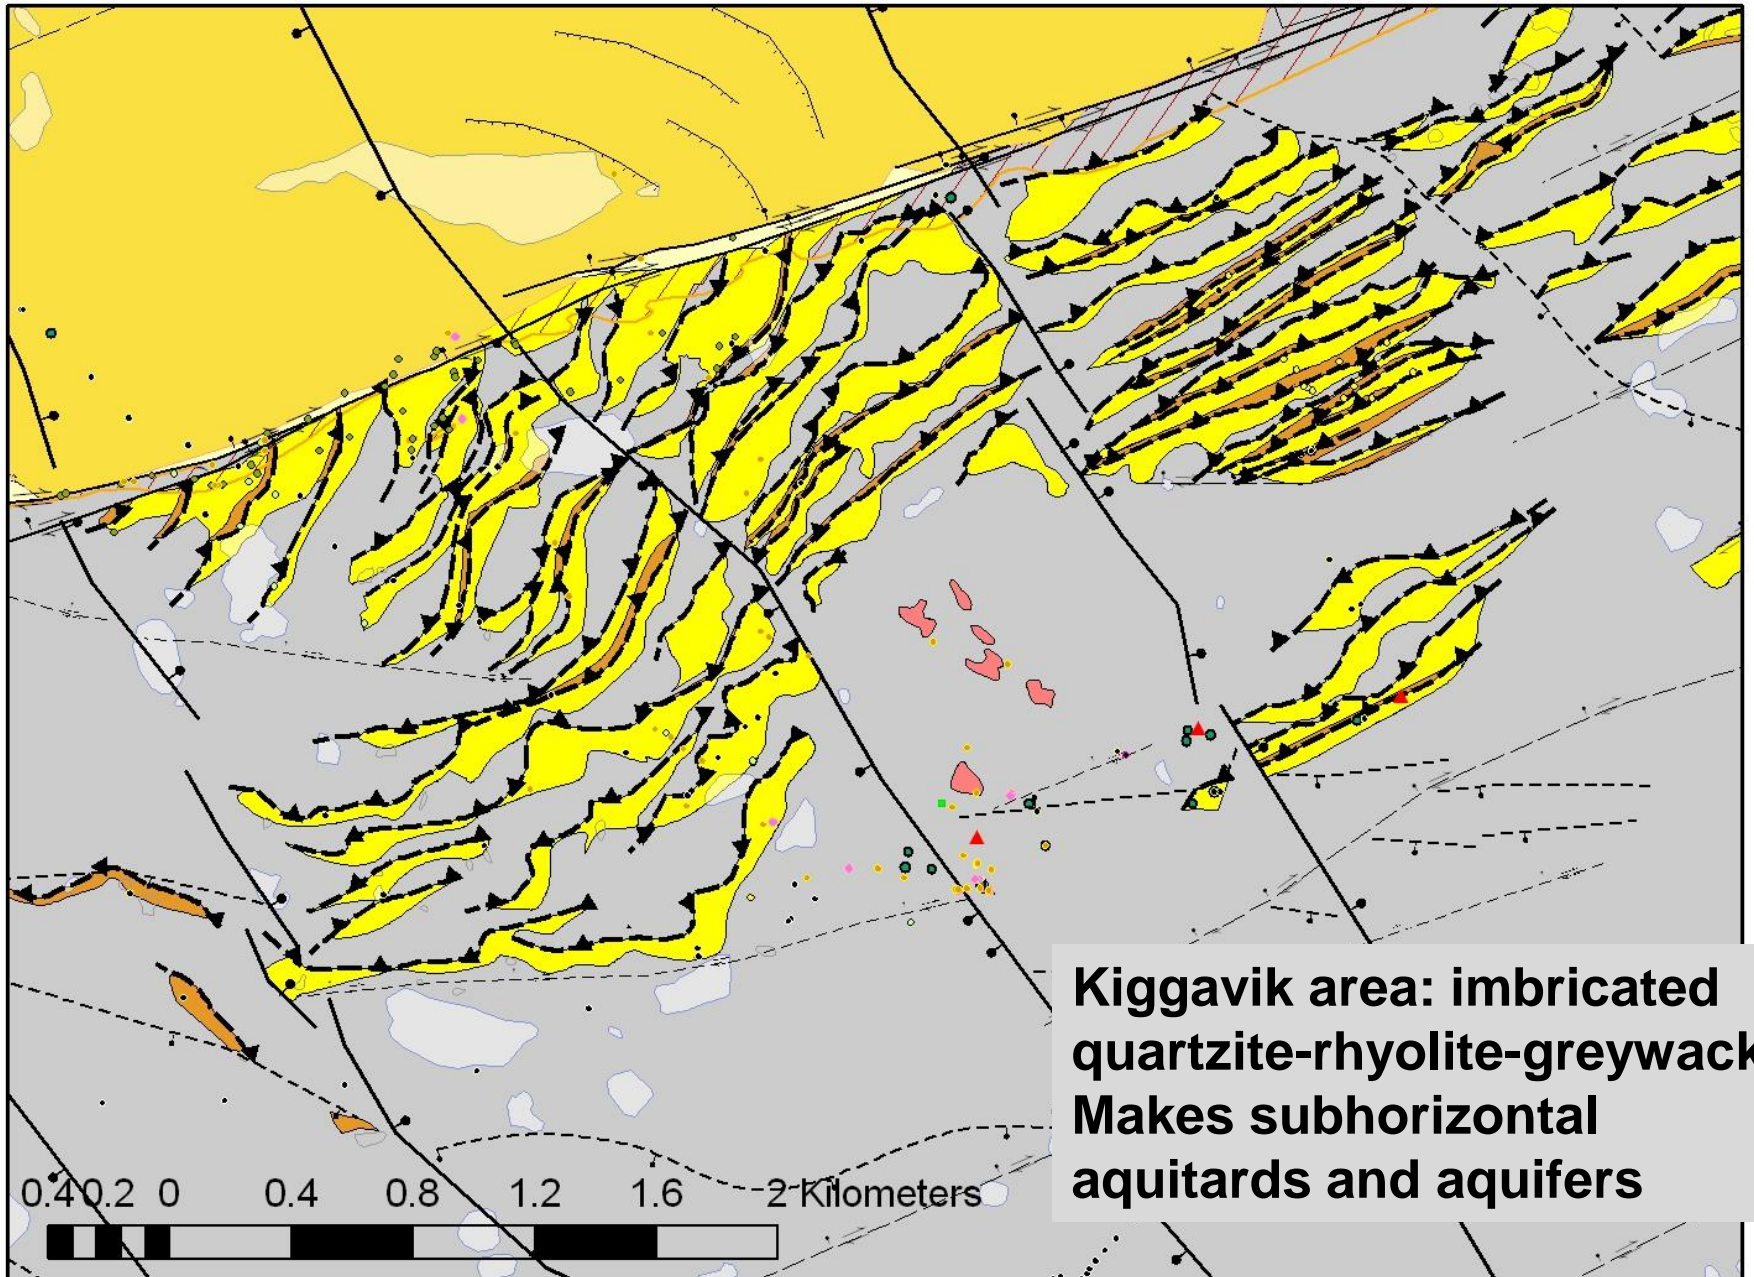 Kiggavik area: imbricated
quartzite-rhyolite-greywack
Makes subhorizontal
aquitards and aquifers
0.4 0.2 0 0.4 0.8 1.2 1.6 2 Kilometers